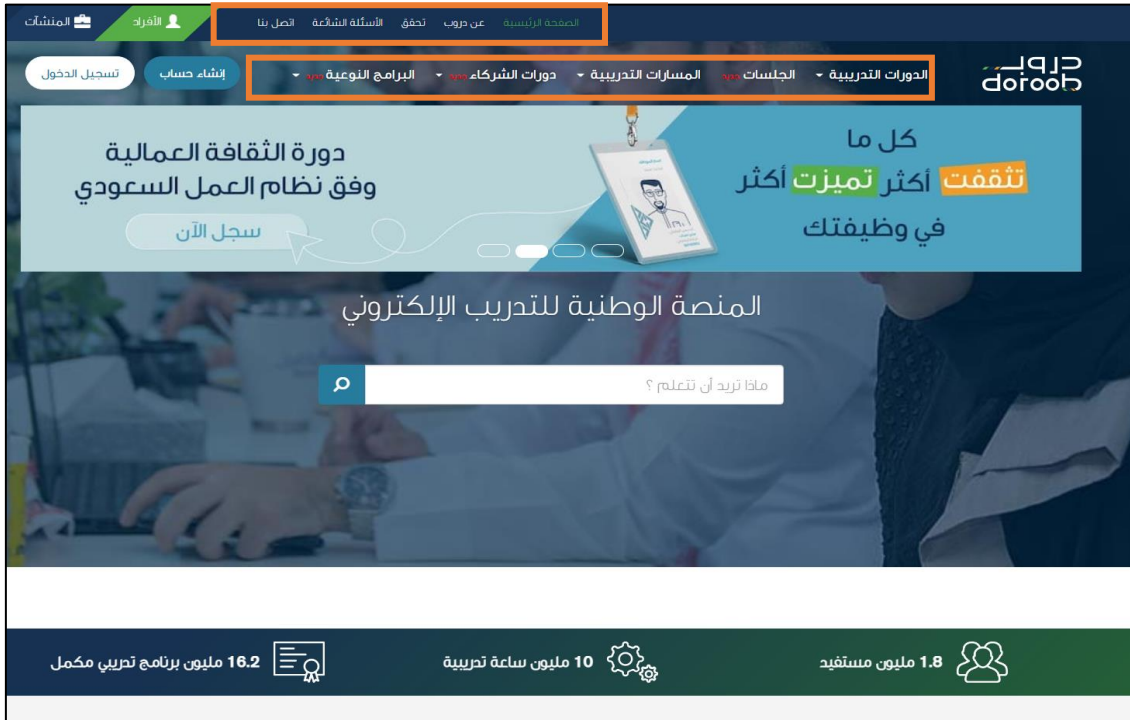 الصفحة الرئيسية عن دروب تحقق الأسئلة الشائعة اتصل بنا الأفراد المنشآت
دروب
doroob
الدورات التدريبية الجلسات جديد المسارات التدريبية دورات الشركاء جديد البرامج النوعية جديد إنشاء حساب تسجيل الدخول
كل ما
تثقفت أكثر تميزت أكثر
في وظيفتك
دورة الثقافة العمالية
وفق نظام العمل السعودي
سجل الآن
المنصة الوطنية للتدريب الإلكتروني
ماذا تريد أن تتعلم ؟
1.8 مليون مستفيد
10 مليون ساعة تدريبية
16.2 مليون برنامج تدريبي مكمل